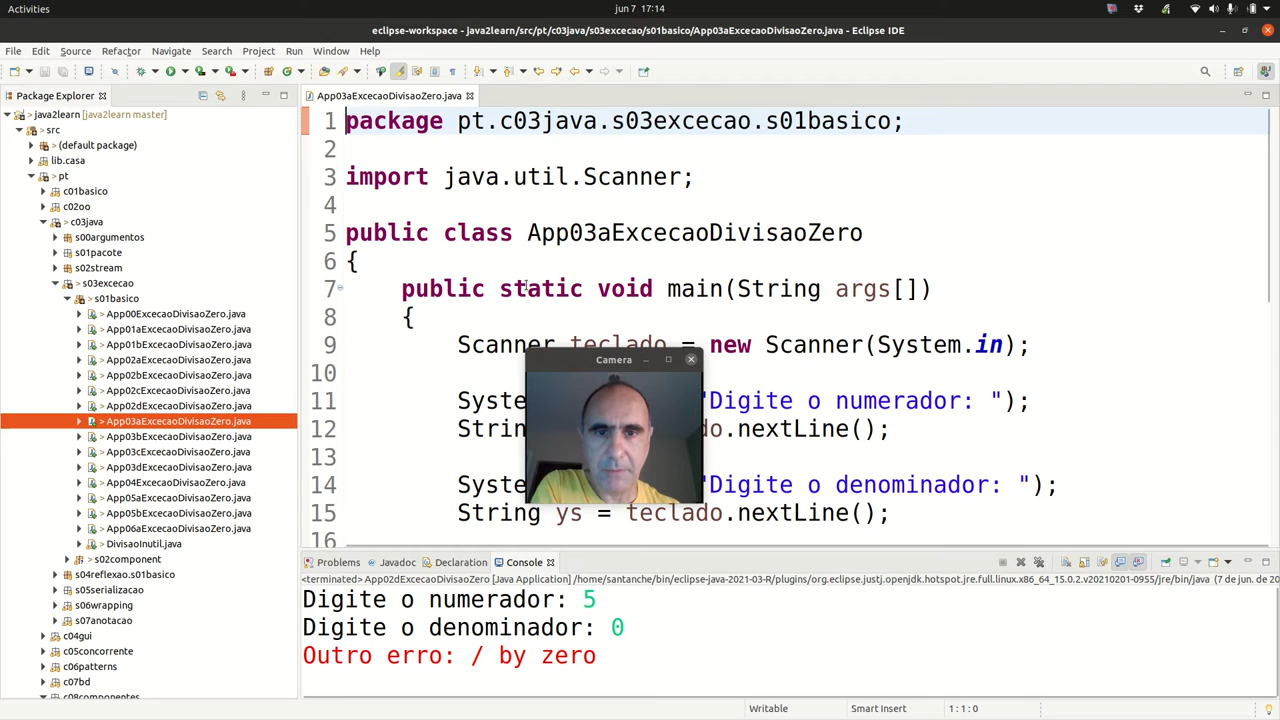 Activities
jun 7 17:14
eclipse-workspace - java2learn/src/pt/c03java/s03excecao/s01basico/App03aExcecaoDivisaoZero.java - Eclipse IDE
File Edit Source Refactor Navigate Search Project Run Window Help
Package Explorer
java2learn [java2learn master]
src
(default package)
lib.casa
pt
c01basico
c02oo
c03java
s00argumentos
s01pacote
s02stream
s03excecao
s01basico
> App00ExcecaoDivisaoZero.java
> App01aExcecaoDivisaoZero.java
> App01bExcecaoDivisaoZero.java
> App02aExcecaoDivisaoZero.java
> App02bExcecaoDivisaoZero.java
> App02cExcecaoDivisaoZero.java
> App02dExcecaoDivisaoZero.java
> App03aExcecaoDivisaoZero.java
> App03bExcecaoDivisaoZero.java
> App03cExcecaoDivisaoZero.java
> App03dExcecaoDivisaoZero.java
> App04ExcecaoDivisaoZero.java
> App05aExcecaoDivisaoZero.java
> App05bExcecaoDivisaoZero.java
> App06aExcecaoDivisaoZero.java
> DivisaoInutil.java
s02component
s04reflexao.s01basico
s05serializacao
s06wrapping
s07anotacao
c04gui
c05concorrente
c06patterns
c07bd
c08componentes
App03aExcecaoDivisaoZero.java
1 package pt.c03java.s03excecao.s01basico;
2
3 import java.util.Scanner;
4
5 public class App03aExcecaoDivisaoZero
6 {
7 public static void main(String args[])
8 {
9 Scanner teclado = new Scanner(System.in);
10
11 Syste "Digite o numerador: ");
12 Strin do.nextLine();
13
14 Syste "Digite o denominador: ");
15 String ys = teclado.nextLine();
16
Camera
Problems Javadoc Declaration Console
<terminated> App02dExcecaoDivisaoZero [Java Application] /home/santanche/bin/eclipse-java-2021-03-R/plugins/org.eclipse.justj.openjdk.hotspot.jre.full.linux.x86_64_15.0.2.v20210201-0955/jre/bin/java (7 de jun. de 20
Digite o numerador: 5
Digite o denominador: 0
Outro erro: / by zero
Writable Smart Insert 1:1:0